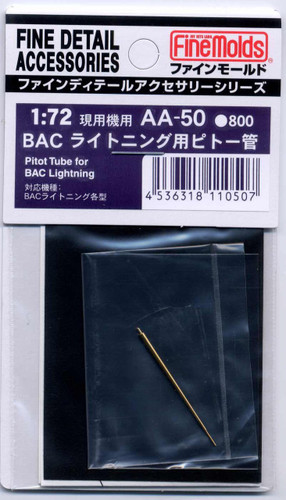 FINE DETAIL
ACCESSORIES
HIT KITS LABEL
FineMolds
ファインモールド
ファインディテールアクセサリーシリーズ
1:72 現用機用 AA-50 ●800
BAC ライトニング用ピトー管
Pitot Tube for
BAC Lightning
対応機種:
BACライトニング各型
4 536318 110507